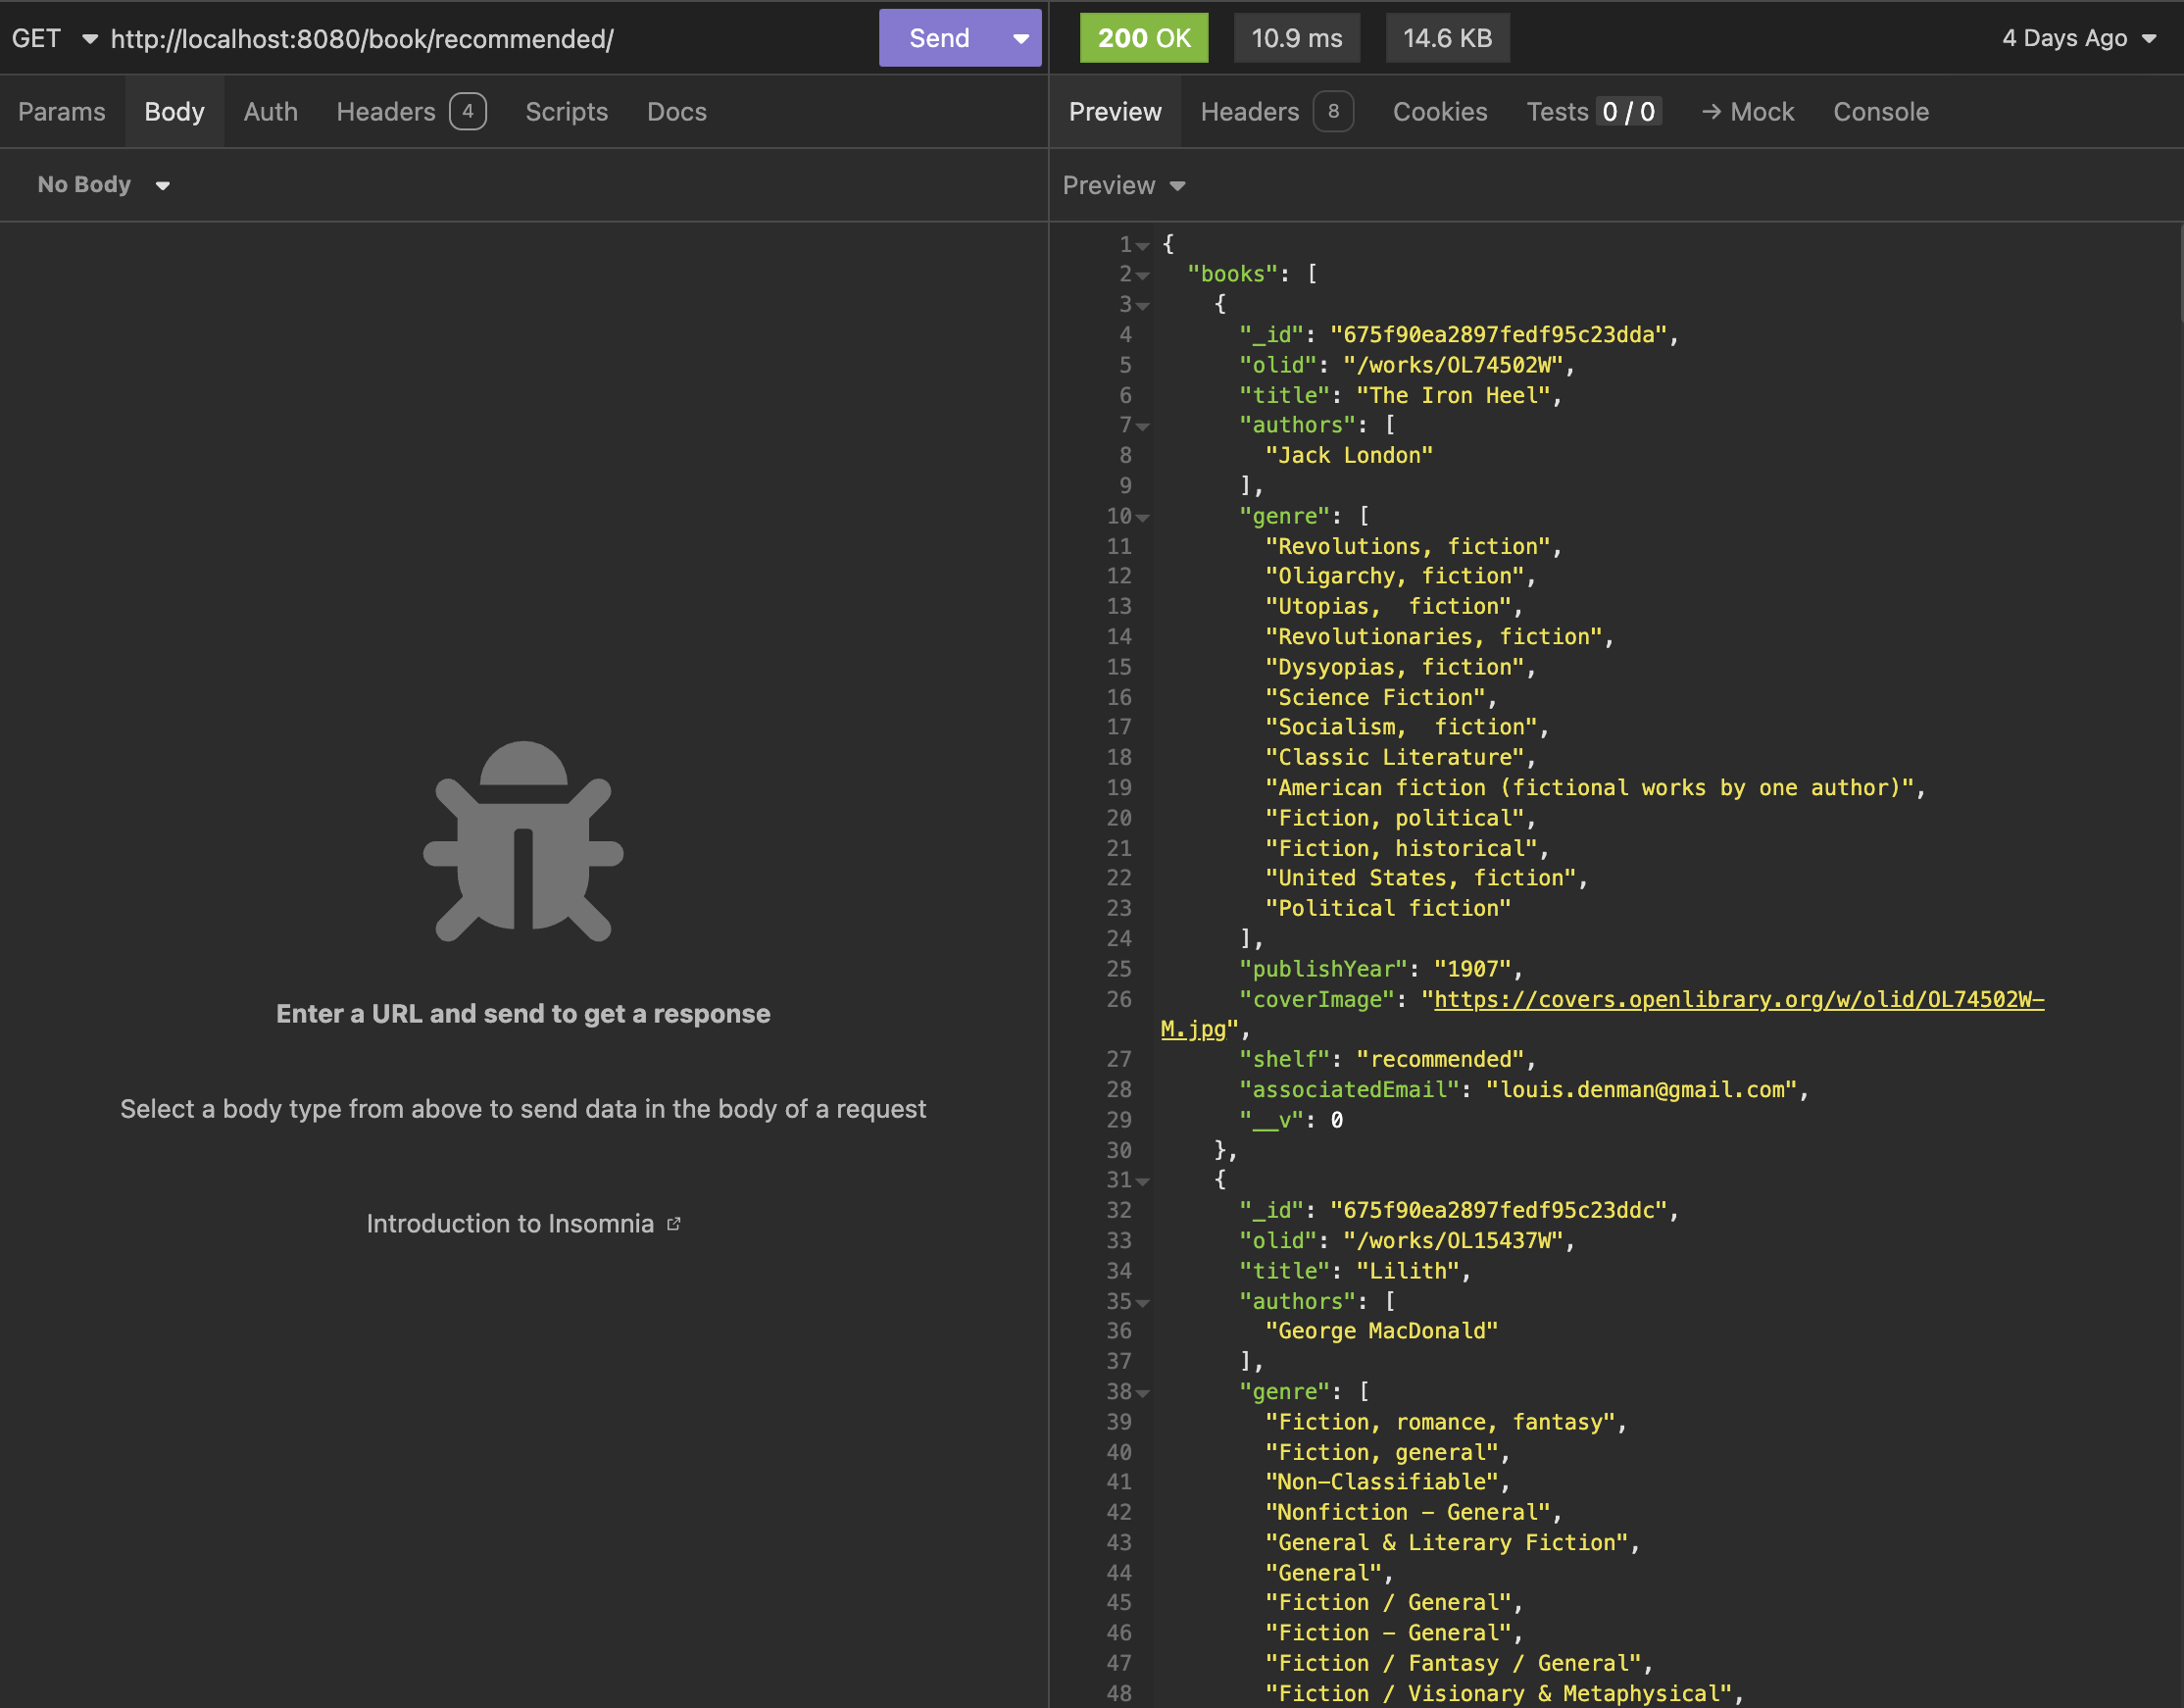 GET http://localhost:8080/book/recommended/ Send 200 OK 10.9 ms 14.6 KB 4 Days Ago
Params Body Auth Headers 4 Scripts Docs
Preview Headers 8 Cookies Tests 0 / 0 → Mock Console
No Body
Preview
Enter a URL and send to get a response
Select a body type from above to send data in the body of a request
Introduction to Insomnia
1 {
2 "books": [
3 {
4 "_id": "675f90ea2897fedf95c23dda",
5 "olid": "/works/OL74502W",
6 "title": "The Iron Heel",
7 "authors": [
8 "Jack London"
9 ],
10 "genre": [
11 "Revolutions, fiction",
12 "Oligarchy, fiction",
13 "Utopias,  fiction",
14 "Revolutionaries, fiction",
15 "Dysyopias, fiction",
16 "Science Fiction",
17 "Socialism,  fiction",
18 "Classic Literature",
19 "American fiction (fictional works by one author)",
20 "Fiction, political",
21 "Fiction, historical",
22 "United States, fiction",
23 "Political fiction"
24 ],
25 "publishYear": "1907",
26 "coverImage": "https://covers.openlibrary.org/w/olid/OL74502W-
M.jpg",
27 "shelf": "recommended",
28 "associatedEmail": "louis.denman@gmail.com",
29 "__v": 0
30 },
31 {
32 "_id": "675f90ea2897fedf95c23ddc",
33 "olid": "/works/OL15437W",
34 "title": "Lilith",
35 "authors": [
36 "George MacDonald"
37 ],
38 "genre": [
39 "Fiction, romance, fantasy",
40 "Fiction, general",
41 "Non-Classifiable",
42 "Nonfiction - General",
43 "General & Literary Fiction",
44 "General",
45 "Fiction / General",
46 "Fiction - General",
47 "Fiction / Fantasy / General",
48 "Fiction / Visionary & Metaphysical",